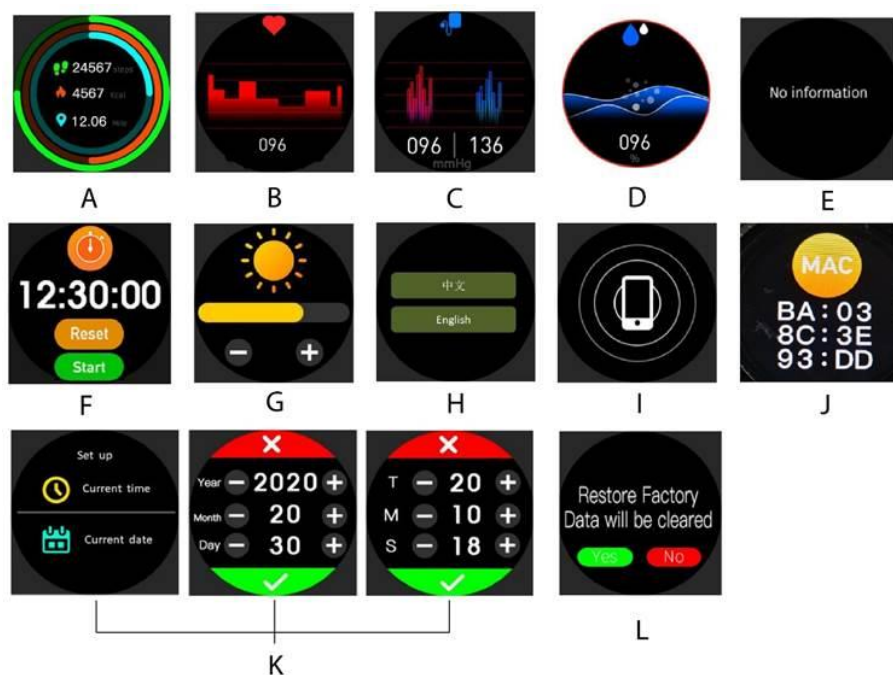 24567 steps
4567 Kcal
12.06
096
096 | 136
mmHg
096
%
No information
A
B
C
D
E
12:30:00
Reset
Start
中文
English
MAC
BA:03
8C:3E
93:DD
F
G
H
I
J
Set up
Current time
Current date
Year − 2020 +
Month − 20 +
Day − 30 +
T − 20 +
M − 10 +
S − 18 +
Restore Factory
Data will be cleared
Yes No
K
L